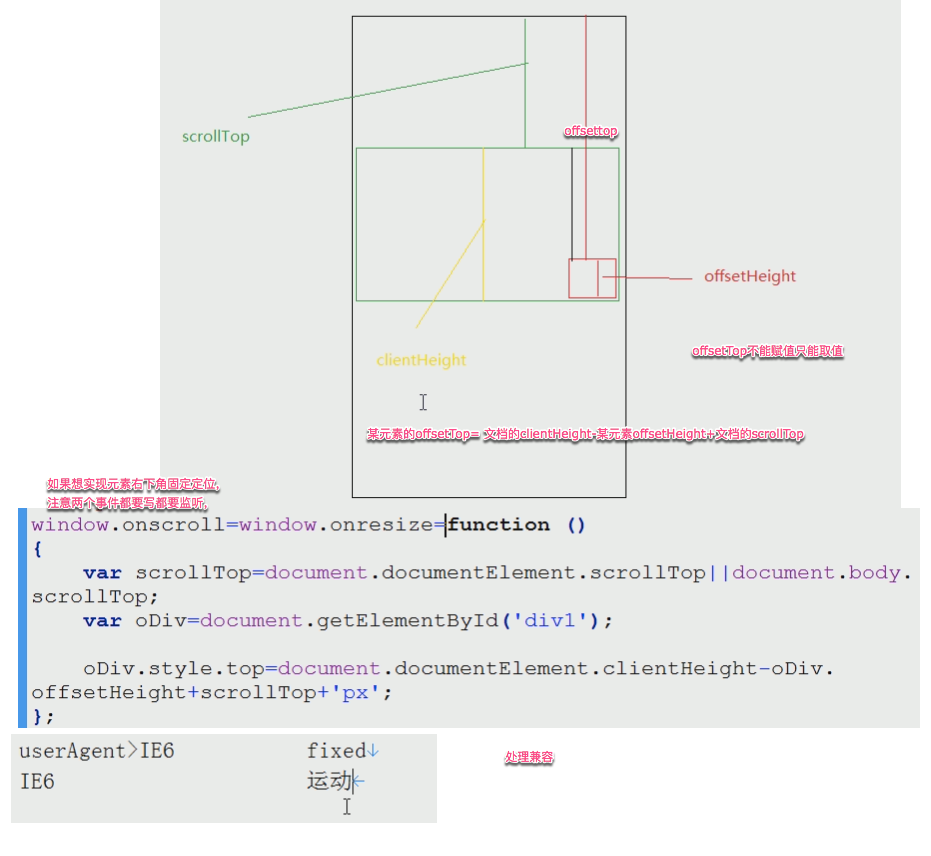 scrollTop
offsettop
offsetHeight
clientHeight
offsetTop不能赋值只能取值
某元素的offsetTop= 文档的clientHeight-某元素offsetHeight+文档的scrollTop
如果想实现元素右下角固定定位,
注意两个事件都要写都要监听,
window.onscroll=window.onresize=function ()
{
var scrollTop=document.documentElement.scrollTop||document.body.
scrollTop;
var oDiv=document.getElementById('div1');
oDiv.style.top=document.documentElement.clientHeight-oDiv.
offsetHeight+scrollTop+'px';
};
userAgent>IE6 fixed↓
IE6 运动←
处理兼容